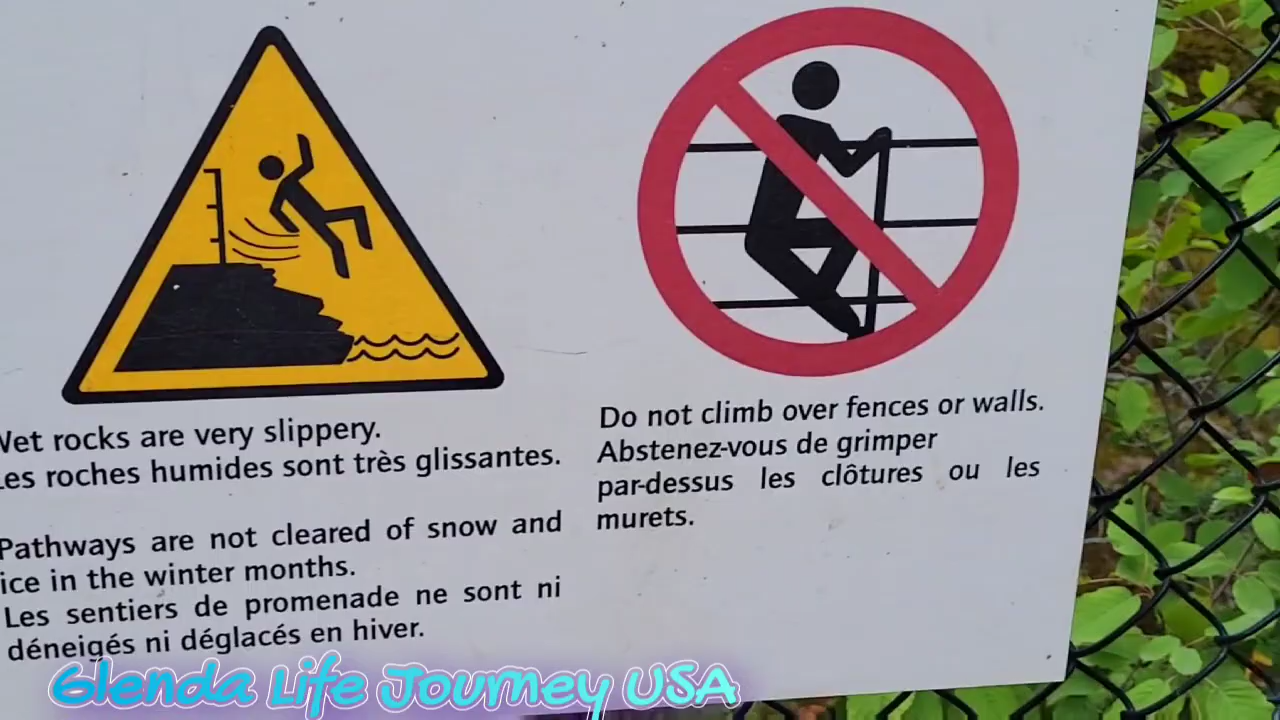 Wet rocks are very slippery.
Les roches humides sont très glissantes.
Pathways are not cleared of snow and
ice in the winter months.
Les sentiers de promenade ne sont ni
déneigés ni déglacés en hiver.
Do not climb over fences or walls.
Abstenez-vous de grimper
par-dessus les clôtures ou les
murets.
Glenda Life Journey USA